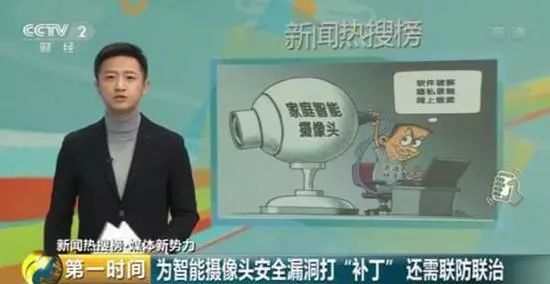 CCTV 2
财经
新闻热搜榜
高清
家庭智能
摄像头
软件破解
隐私录制
网上贩卖
新闻热搜榜·媒体新势力
第一时间
为智能摄像头安全漏洞打“补丁” 还需联防联治